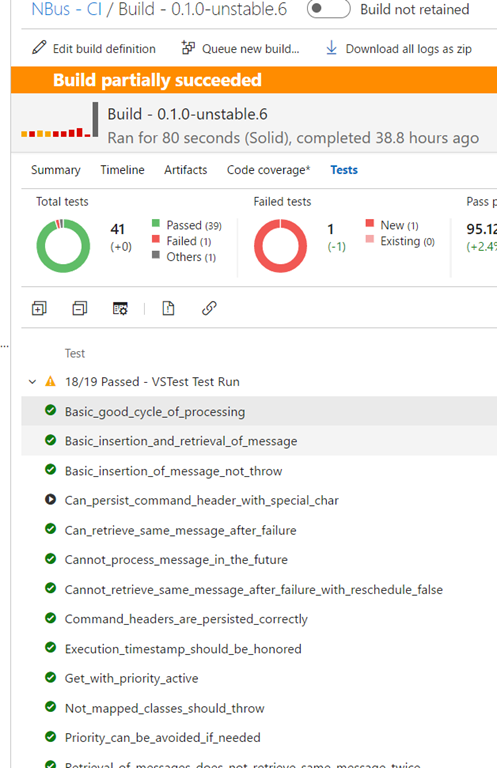 NBus - CI / Build - 0.1.0-unstable.6 Build not retained
Edit build definition Queue new build... Download all logs as zip
Build partially succeeded
Build - 0.1.0-unstable.6
Ran for 80 seconds (Solid), completed 38.8 hours ago
Summary Timeline Artifacts Code coverage* Tests
Total tests Failed tests Pass p
41 Passed (39) 1 New (1) 95.12
(+0) Failed (1) (-1) Existing (0) (+2.4%
Others (1)
...
Test
18/19 Passed - VSTest Test Run
Basic_good_cycle_of_processing
Basic_insertion_and_retrieval_of_message
Basic_insertion_of_message_not_throw
Can_persist_command_header_with_special_char
Can_retrieve_same_message_after_failure
Cannot_process_message_in_the_future
Cannot_retrieve_same_message_after_failure_with_reschedule_false
Command_headers_are_persisted_correctly
Execution_timestamp_should_be_honored
Get_with_priority_active
Not_mapped_classes_should_throw
Priority_can_be_avoided_if_needed
Retrieval_of_messages_does_not_retrieve_same_message_twice